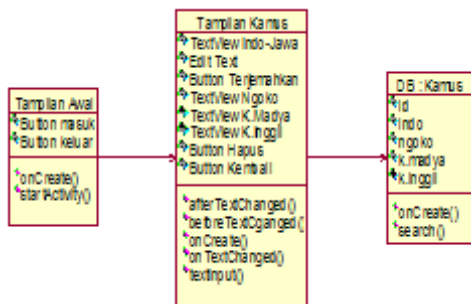 Tampilan Awal
Button masuk
Button keluar
onCreate()
startActivity()
Tampilan Kamus
TextView Indo-Jawa
Edit Text
Button Terjemahkan
TextView Ngoko
TextView K.Madya
TextView K.Inggil
Button Hapus
Button Kembali
afterTextChanged()
beforeTextCganged()
onCreate()
onTextChanged()
textInput()
DB : Kamus
Id
Indo
ngoko
k.madya
k.Inggil
onCreate()
search()